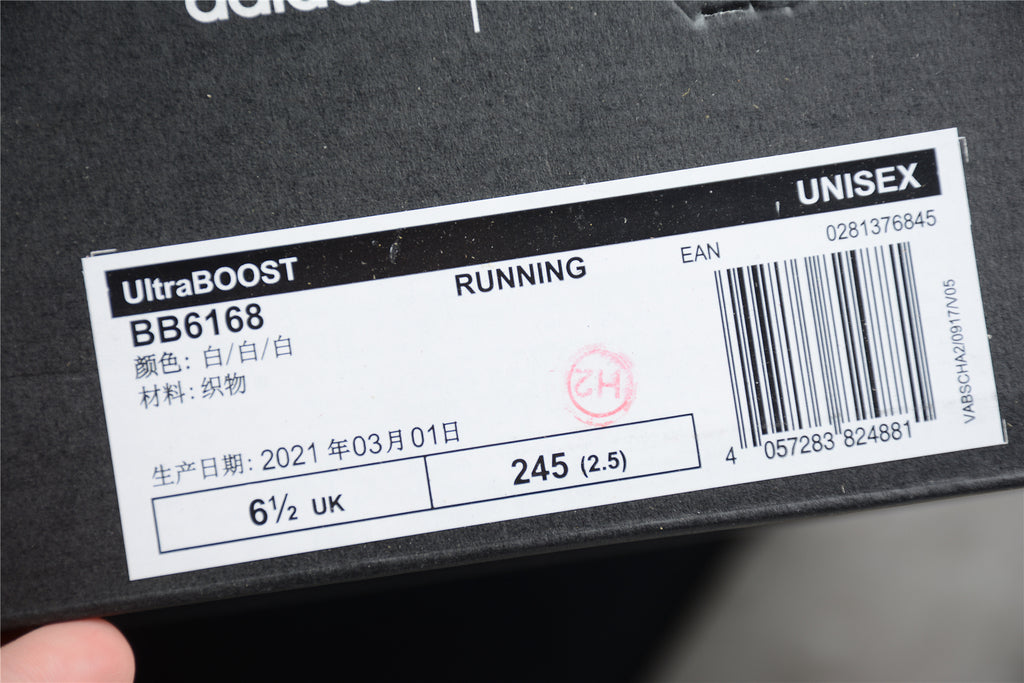 adidas
UNISEX
UltraBOOST
RUNNING
EAN
0281376845
BB6168
颜色: 白/白/白
材料: 织物
H2
生产日期: 2021 年03月01日
6½ UK
245 (2.5)
4 057283 824881
VABSCHA2/0917/V05